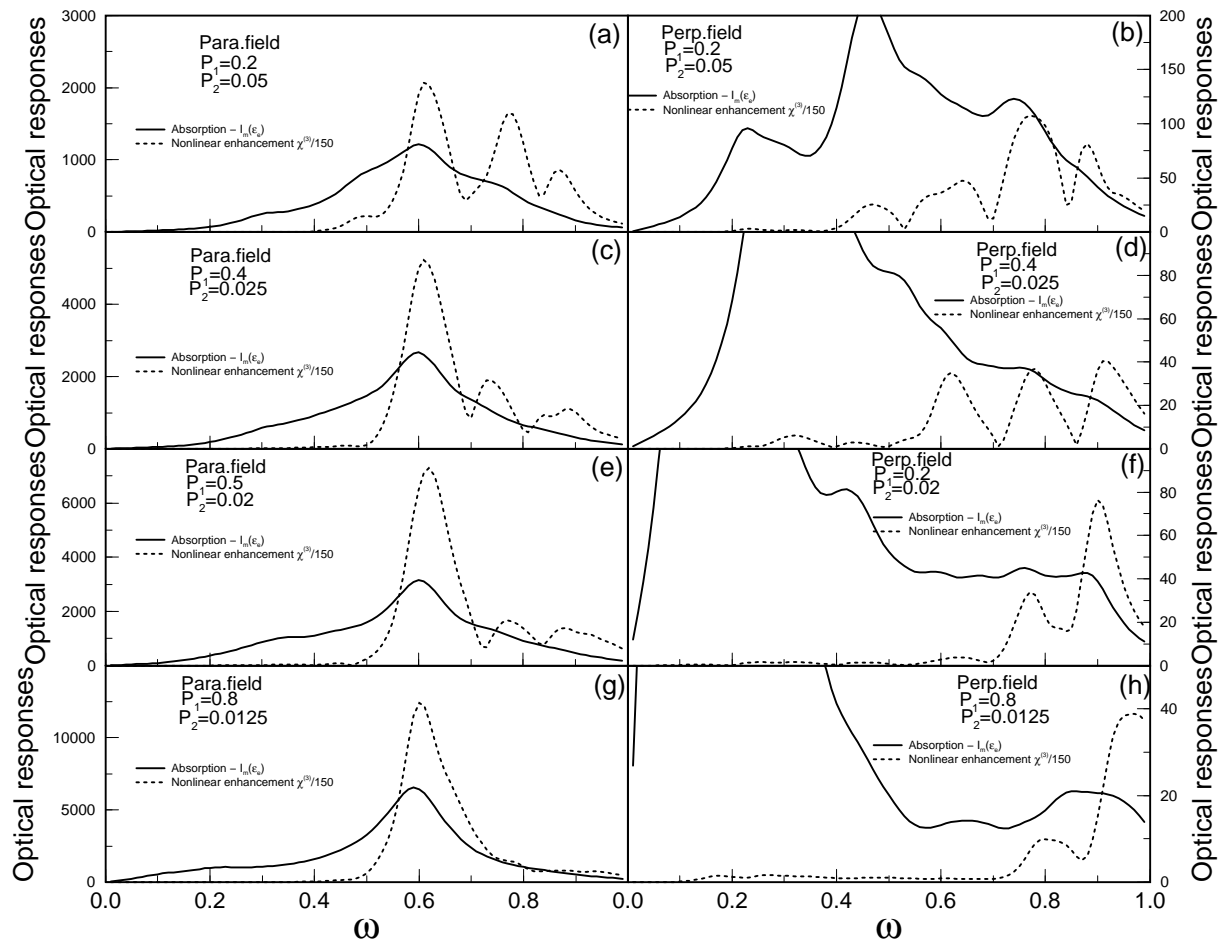 3000
2000
1000
0
Optical responses
Para.field
P1=0.2
P2=0.05
(a)
Absorption – Im(εe)
Nonlinear enhancement χ(3)/150
Perp.field
P1=0.2
P2=0.05
(b)
Absorption – Im(εe)
Nonlinear enhancement χ(3)/150
200
150
100
50
0
Optical responses
4000
2000
0
Optical responses
Para.field
P1=0.4
P2=0.025
(c)
Absorption – Im(εe)
Nonlinear enhancement χ(3)/150
Perp.field
P1=0.4
P2=0.025
(d)
Absorption – Im(εe)
Nonlinear enhancement χ(3)/150
80
60
40
20
0
Optical responses
6000
4000
2000
0
Optical responses
Para.field
P1=0.5
P2=0.02
(e)
Absorption – Im(εe)
Nonlinear enhancement χ(3)/150
Perp.field
P1=0.2
P2=0.02
(f)
Absorption – Im(εe)
Nonlinear enhancement χ(3)/150
80
60
40
20
0
Optical responses
10000
5000
0
Optical responses
Para.field
P1=0.8
P2=0.0125
(g)
Absorption – Im(εe)
Nonlinear enhancement χ(3)/150
Perp.field
P1=0.8
P2=0.0125
(h)
Absorption – Im(εe)
Nonlinear enhancement χ(3)/150
40
20
0
Optical responses
0.0 0.2 0.4 0.6 0.8 0.0 0.2 0.4 0.6 0.8 1.0
ω ω